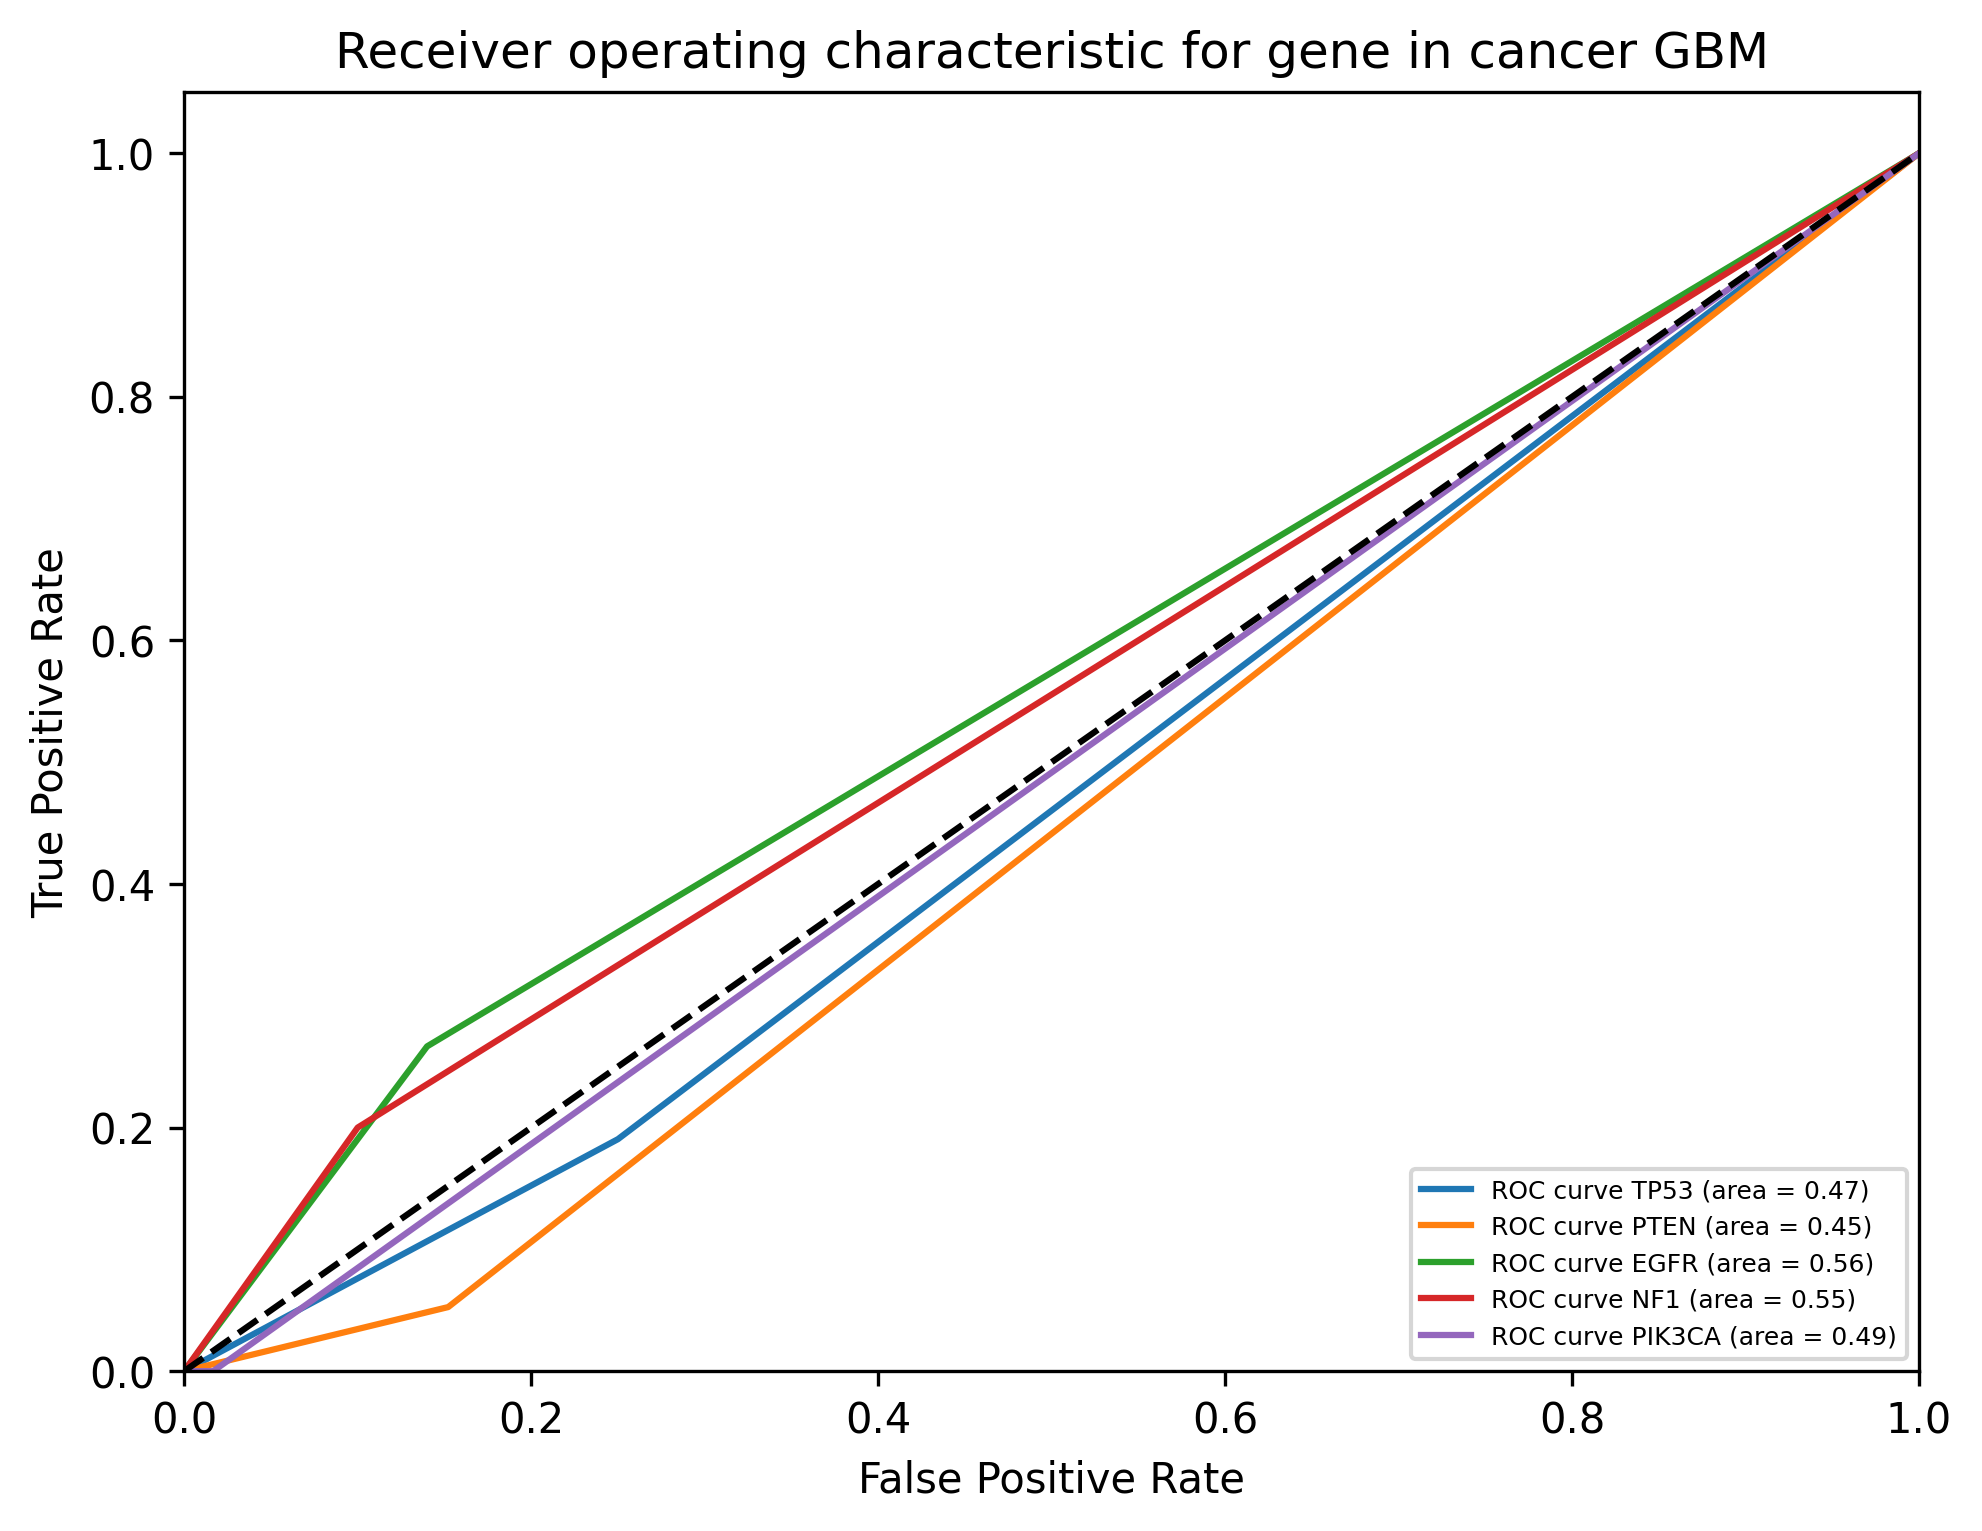 Receiver operating characteristic for gene in cancer GBM
1.0
0.8
0.6
0.4
0.2
0.0
True Positive Rate
ROC curve TP53 (area = 0.47)
ROC curve PTEN (area = 0.45)
ROC curve EGFR (area = 0.56)
ROC curve NF1 (area = 0.55)
ROC curve PIK3CA (area = 0.49)
0.0 0.2 0.4 0.6 0.8 1.0
False Positive Rate